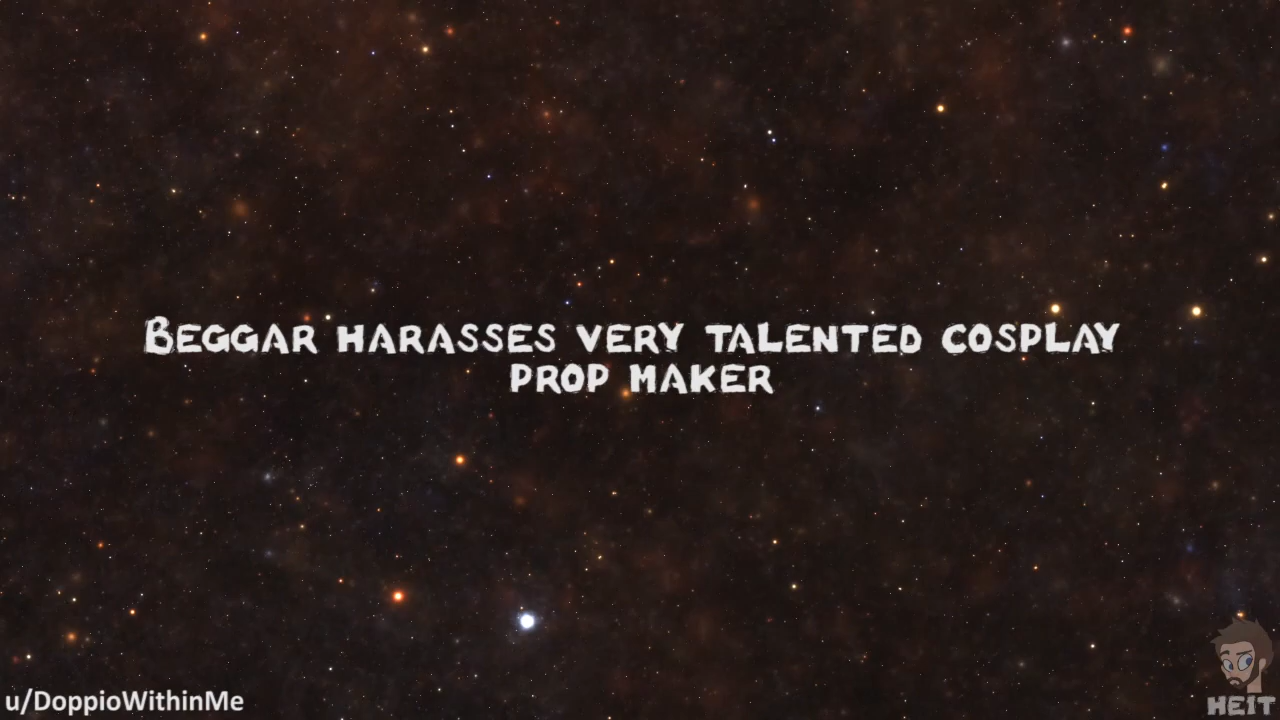 Beggar harasses very talented cosplay
prop maker
u/DoppioWithinMe
HEIT